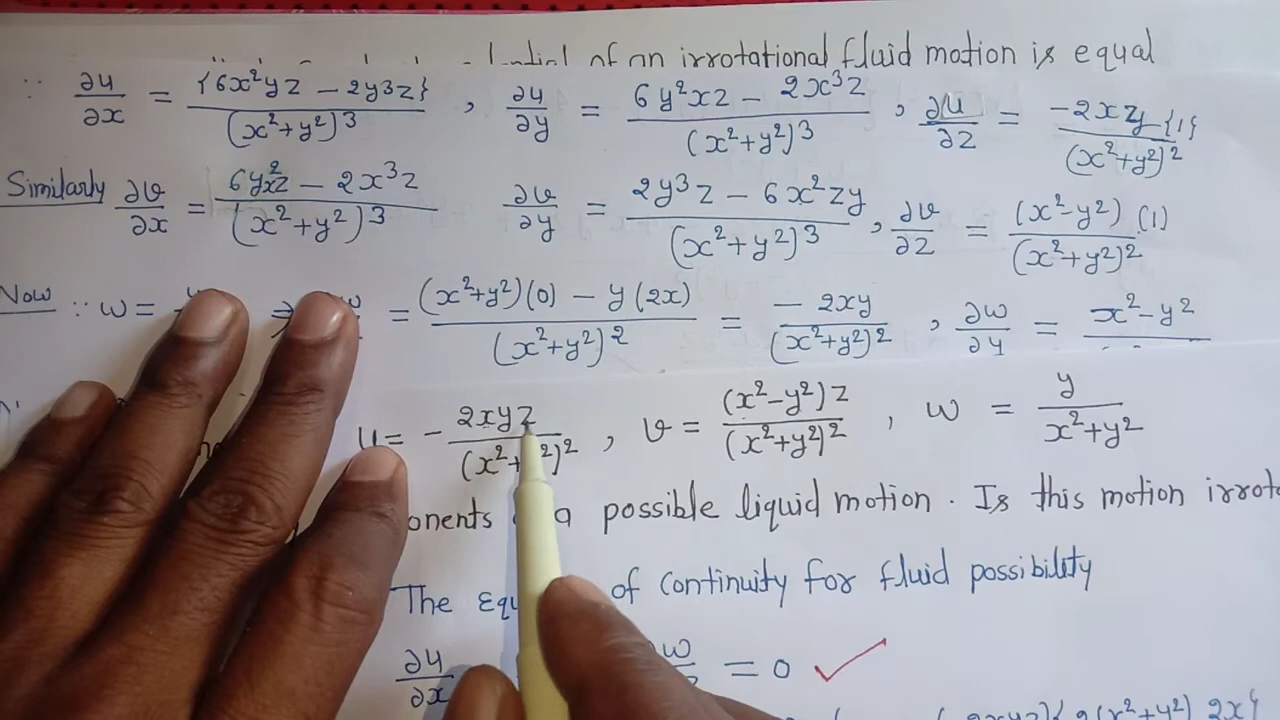 of an irrotational fluid motion is equal
∵ ∂u/∂x = {6x²yz − 2y³z}/(x²+y²)³ , ∂u/∂y = 6y²xz − 2x³z/(x²+y²)³ , ∂u/∂z = −2xy{1}/(x²+y²)²
Similarly ∂v/∂x = 6y²xz − 2x³z/(x²+y²)³ ∂v/∂y = 2y³z − 6x²zy/(x²+y²)³ , ∂v/∂z = (x²−y²)(1)/(x²+y²)²
Now ∵ w = ⇒ = (x²+y²)(0) − y(2x)/(x²+y²)² = −2xy/(x²+y²)² , ∂w/∂y = x²−y²
u = − 2xyz/(x²+y²)² , v = (x²−y²)z/(x²+y²)² , w = y/x²+y²
a possible liquid motion. Is this motion
The of continuity for fluid possibility
∂u/∂x = 0 ✓